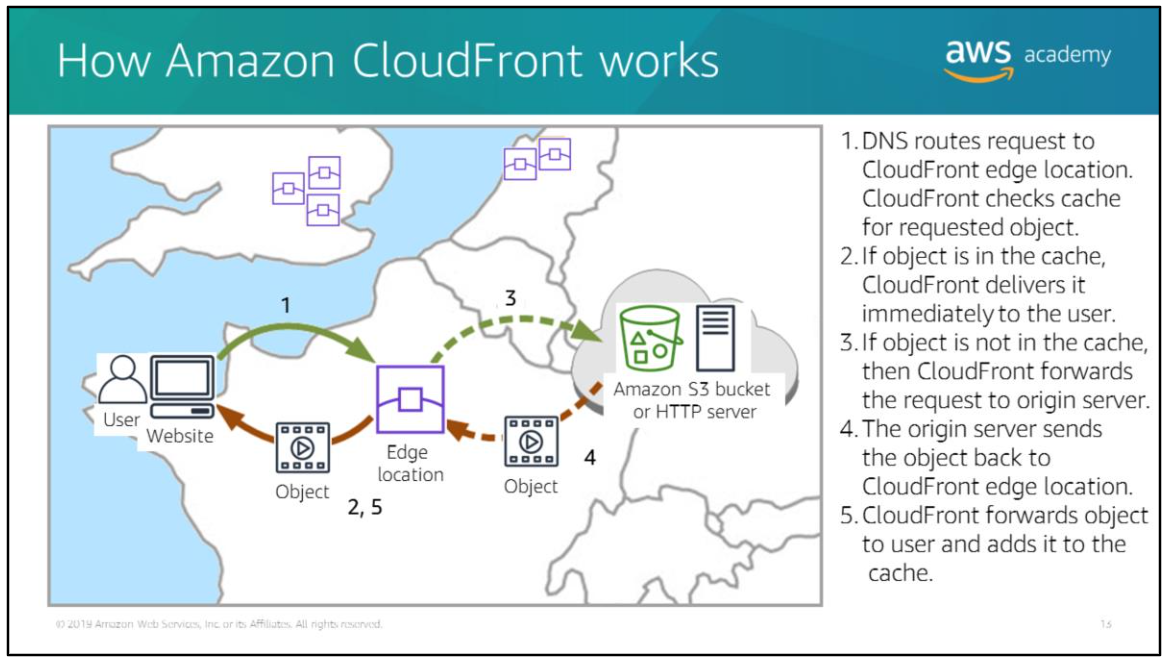 How Amazon CloudFront works
aws academy
1
3
User
Website
Object
2, 5
Edge
location
Object
4
Amazon S3 bucket
or HTTP server
1. DNS routes request to
CloudFront edge location.
CloudFront checks cache
for requested object.
2. If object is in the cache,
CloudFront delivers it
immediately to the user.
3. If object is not in the cache,
then CloudFront forwards
the request to origin server.
4. The origin server sends
the object back to
CloudFront edge location.
5. CloudFront forwards object
to user and adds it to the
cache.
© 2019 Amazon Web Services, Inc. or its Affiliates. All rights reserved.
13